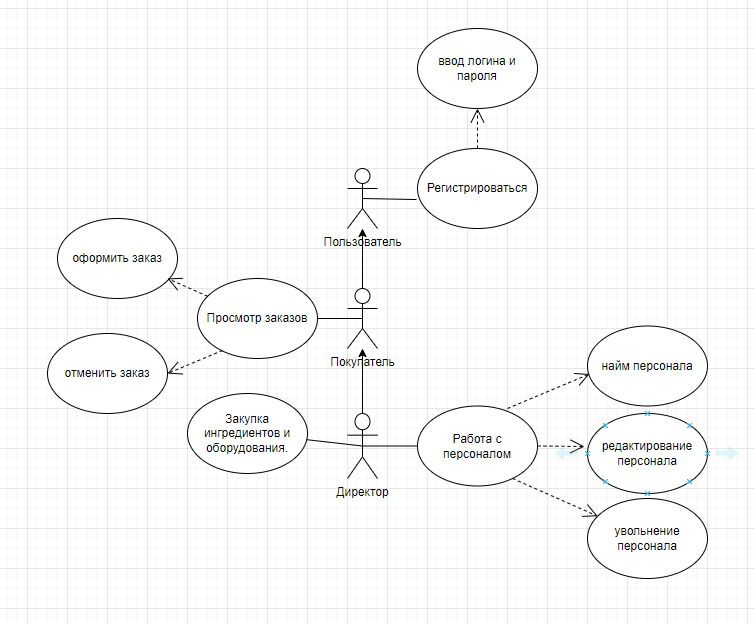 ввод логина и
пароля
Регистрироваться
Пользователь
оформить заказ
Просмотр заказов
отменить заказ
Покупатель
найм персонала
Закупка
ингредиентов и
оборудования.
Работа с
персоналом
редактирование
персонала
Директор
увольнение
персонала